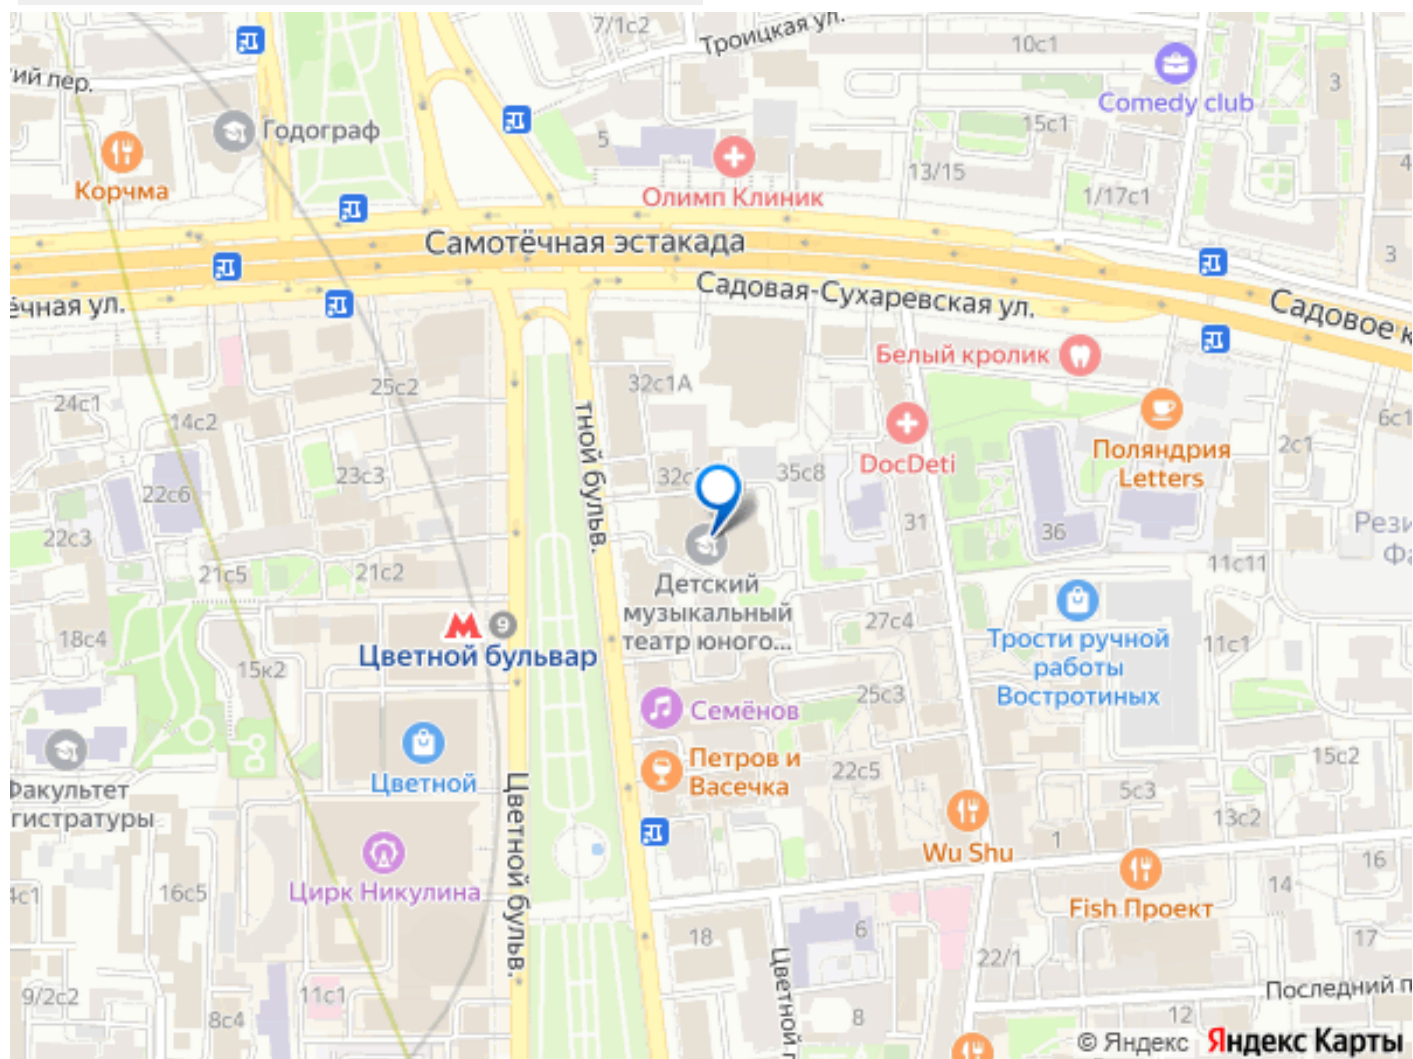 7/1с2
Троицкая ул.
10с1
3
Comedy club
ий пер.
Годограф
5
15с1
4
Корчма
13/15
Олимп Клиник
1/17с1
Самотёчная эстакада
3
Садовая-Сухаревская ул.
ечная ул.
Садовое к
Белый кролик
25с2
32с1А
24с1
14с2
тной бульв.
6с1
2с1
Поляндрия
Letters
DocDeti
23с3
32с
35с8
22с6
31
36
Рези
Фа
22с3
11с11
21с5
21с2
Детский
музыкальный
театр юного...
9
27с4
Трости ручной
работы
Востротиных
18с4
11с1
Цветной бульвар
15к2
25с3
Семёнов
Петров и
Васечка
22с5
15с2
Цветной
Факультет
гистратуры
5с3
13с2
Цветной бульв.
Wu Shu
1
16
Цирк Никулина
16с5
4с1
14
Fish Проект
18
6
17
22/1
Цветной п
9/2с2
11с1
Последний п
8с4
8
12
© Яндекс Яндекс Карты